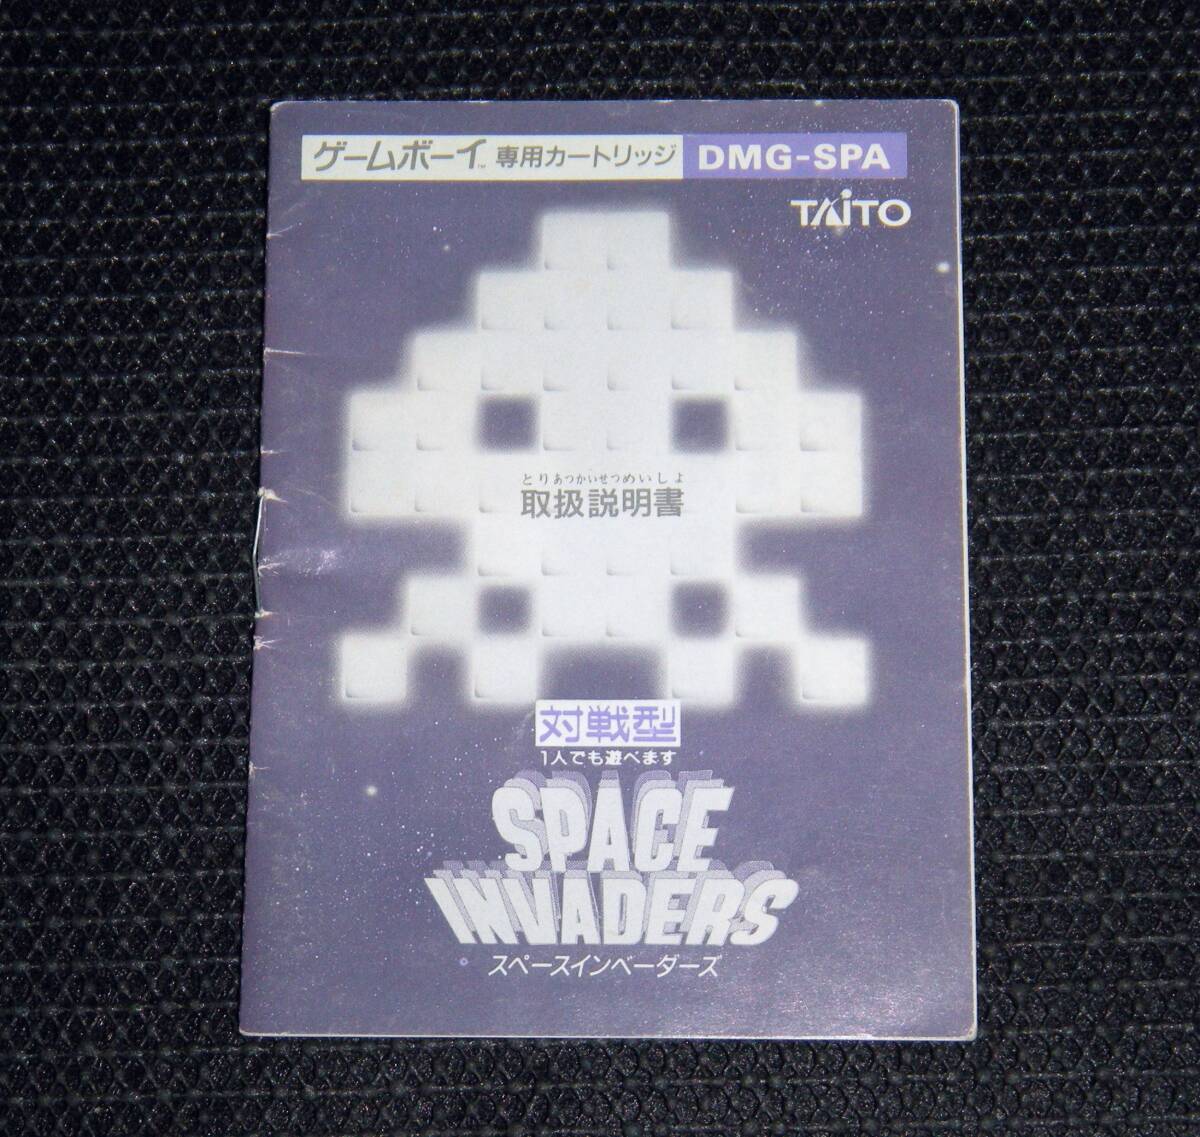 ゲームボーイ™ 専用カートリッジ DMG-SPA
TAITO
とりあつかいせつめいしよ
取扱説明書
対戦型
1人でも遊べます
SPACE
INVADERS
スペースインベーダーズ